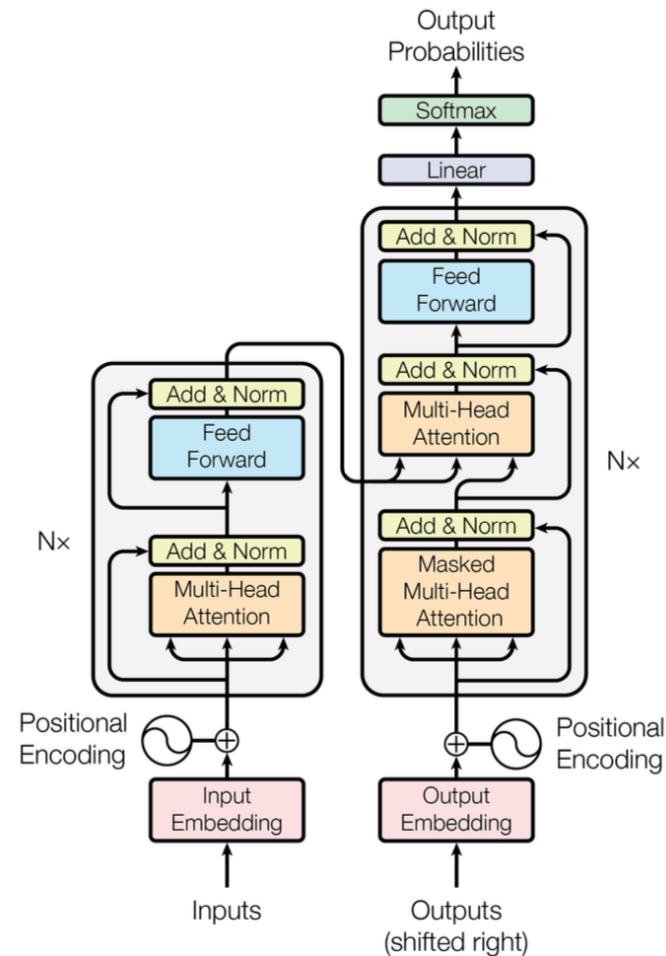 Output
Probabilities
Softmax
Linear
Add & Norm
Feed
Forward
Add & Norm
Multi-Head
Attention
Add & Norm
Masked
Multi-Head
Attention
N×
Add & Norm
Feed
Forward
Add & Norm
Multi-Head
Attention
N×
Positional
Encoding
Positional
Encoding
Input
Embedding
Output
Embedding
Inputs
Outputs
(shifted right)